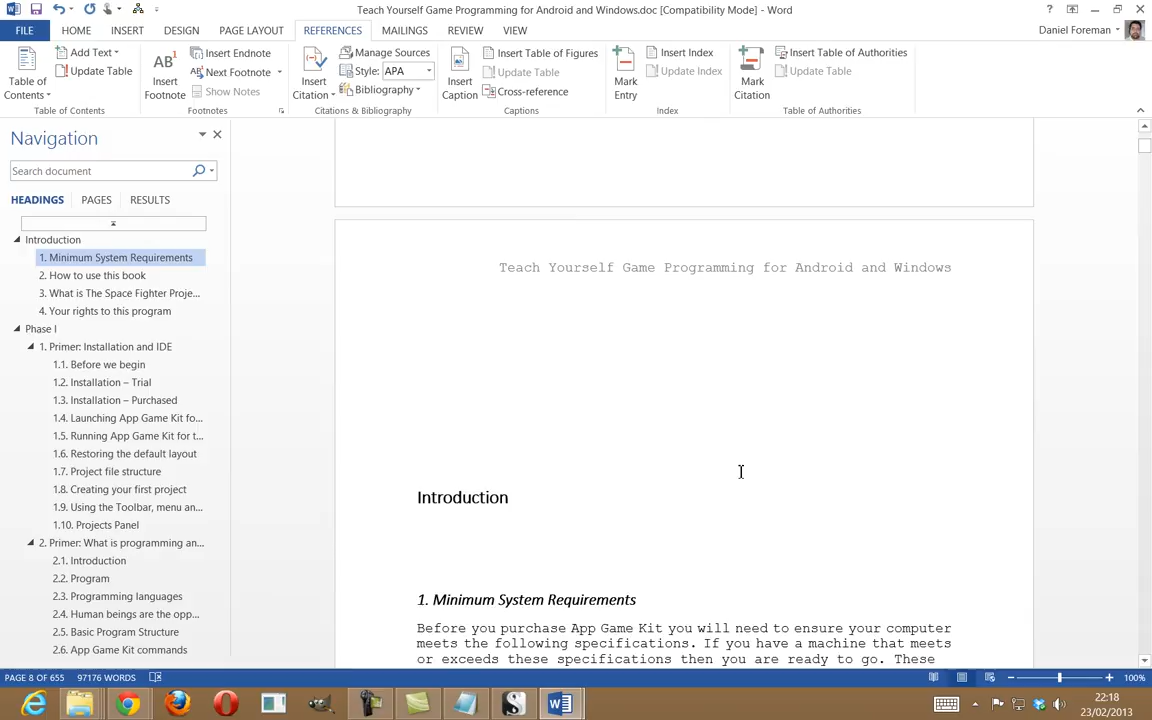 Teach Yourself Game Programming for Android and Windows.doc [Compatibility Mode] - Word
FILE HOME INSERT DESIGN PAGE LAYOUT REFERENCES MAILINGS REVIEW VIEW Daniel Foreman
Table of Contents
Add Text
Update Table
Table of Contents
AB¹
Insert Footnote
Insert Endnote
Next Footnote
Show Notes
Footnotes
Insert Citation
Manage Sources
Style: APA
Bibliography
Citations & Bibliography
Insert Caption
Insert Table of Figures
Update Table
Cross-reference
Captions
Mark Entry
Insert Index
Update Index
Index
Mark Citation
Insert Table of Authorities
Update Table
Table of Authorities
Navigation
Search document
HEADINGS PAGES RESULTS
Introduction
1. Minimum System Requirements
2. How to use this book
3. What is The Space Fighter Proje...
4. Your rights to this program
Phase I
1. Primer: Installation and IDE
1.1. Before we begin
1.2. Installation – Trial
1.3. Installation – Purchased
1.4. Launching App Game Kit fo...
1.5. Running App Game Kit for t...
1.6. Restoring the default layout
1.7. Project file structure
1.8. Creating your first project
1.9. Using the Toolbar, menu an...
1.10. Projects Panel
2. Primer: What is programming an...
2.1. Introduction
2.2. Program
2.3. Programming languages
2.4. Human beings are the opp...
2.5. Basic Program Structure
2.6. App Game Kit commands
Teach Yourself Game Programming for Android and Windows
Introduction
1. Minimum System Requirements
Before you purchase App Game Kit you will need to ensure your computer
meets the following specifications. If you have a machine that meets
or exceeds these specifications then you are ready to go. These
PAGE 8 OF 655 97176 WORDS 100%
22:18
23/02/2013